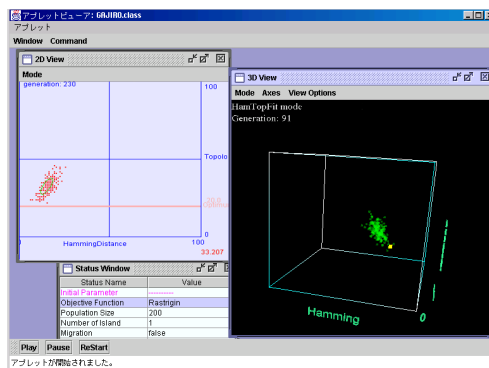 アプレットビューア: GAJIRO.class
アプレット
Window Command
2D View
Mode
generation: 230
100
Topolo
0
HammingDistance
100
33.207
3D View
Mode Axes View Options
HamTopFit mode
Generation: 91
Hamming
0
Status Window
Status Name Value
Initial Parameter ----------
Objective Function Rastrigin
Population Size 200
Number of Island 1
Migration false
Play Pause ReStart
アプレットが開始されました。